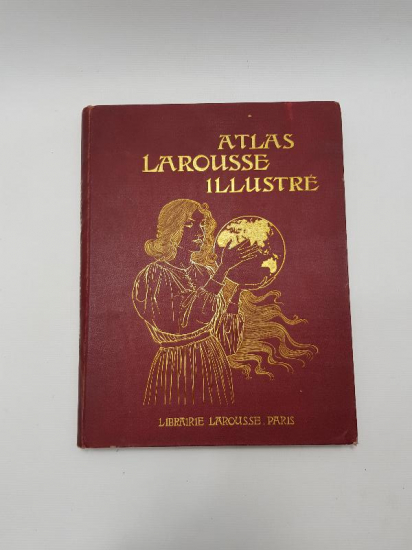 ATLAS
LAROUSSE
ILLUSTRÉ
LIBRAIRIE LAROUSSE. PARIS